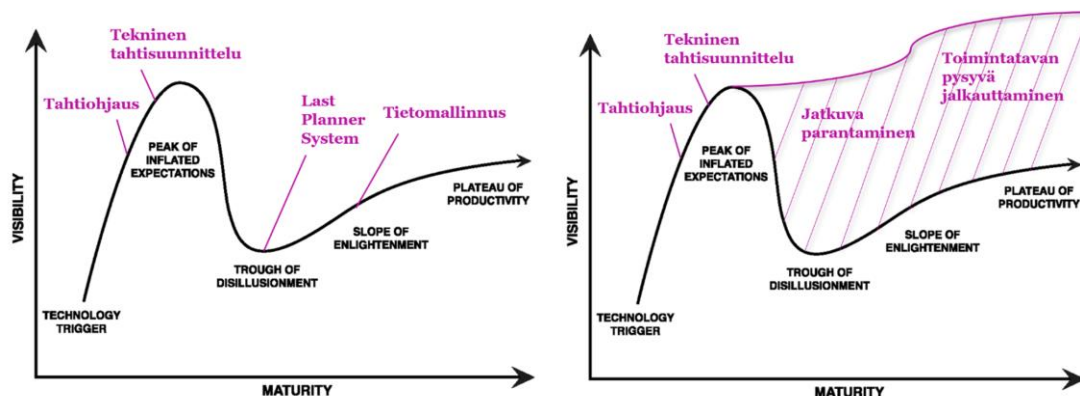 Tekninen
tahtisuunnittelu
Tahtiohjaus
Last
Planner
System
Tietomallinnus
PEAK OF
INFLATED
EXPECTATIONS
PLATEAU OF
PRODUCTIVITY
SLOPE OF
ENLIGHTENMENT
TROUGH OF
DISILLUSIONMENT
TECHNOLOGY
TRIGGER
VISIBILITY
MATURITY
Tekninen
tahtisuunnittelu
Toimintatavan
pysyvä
jalkauttaminen
Tahtiohjaus
Jatkuva
parantaminen
PEAK OF
INFLATED
EXPECTATIONS
PLATEAU OF
PRODUCTIVITY
SLOPE OF
ENLIGHTENMENT
TROUGH OF
DISILLUSIONMENT
TECHNOLOGY
TRIGGER
VISIBILITY
MATURITY